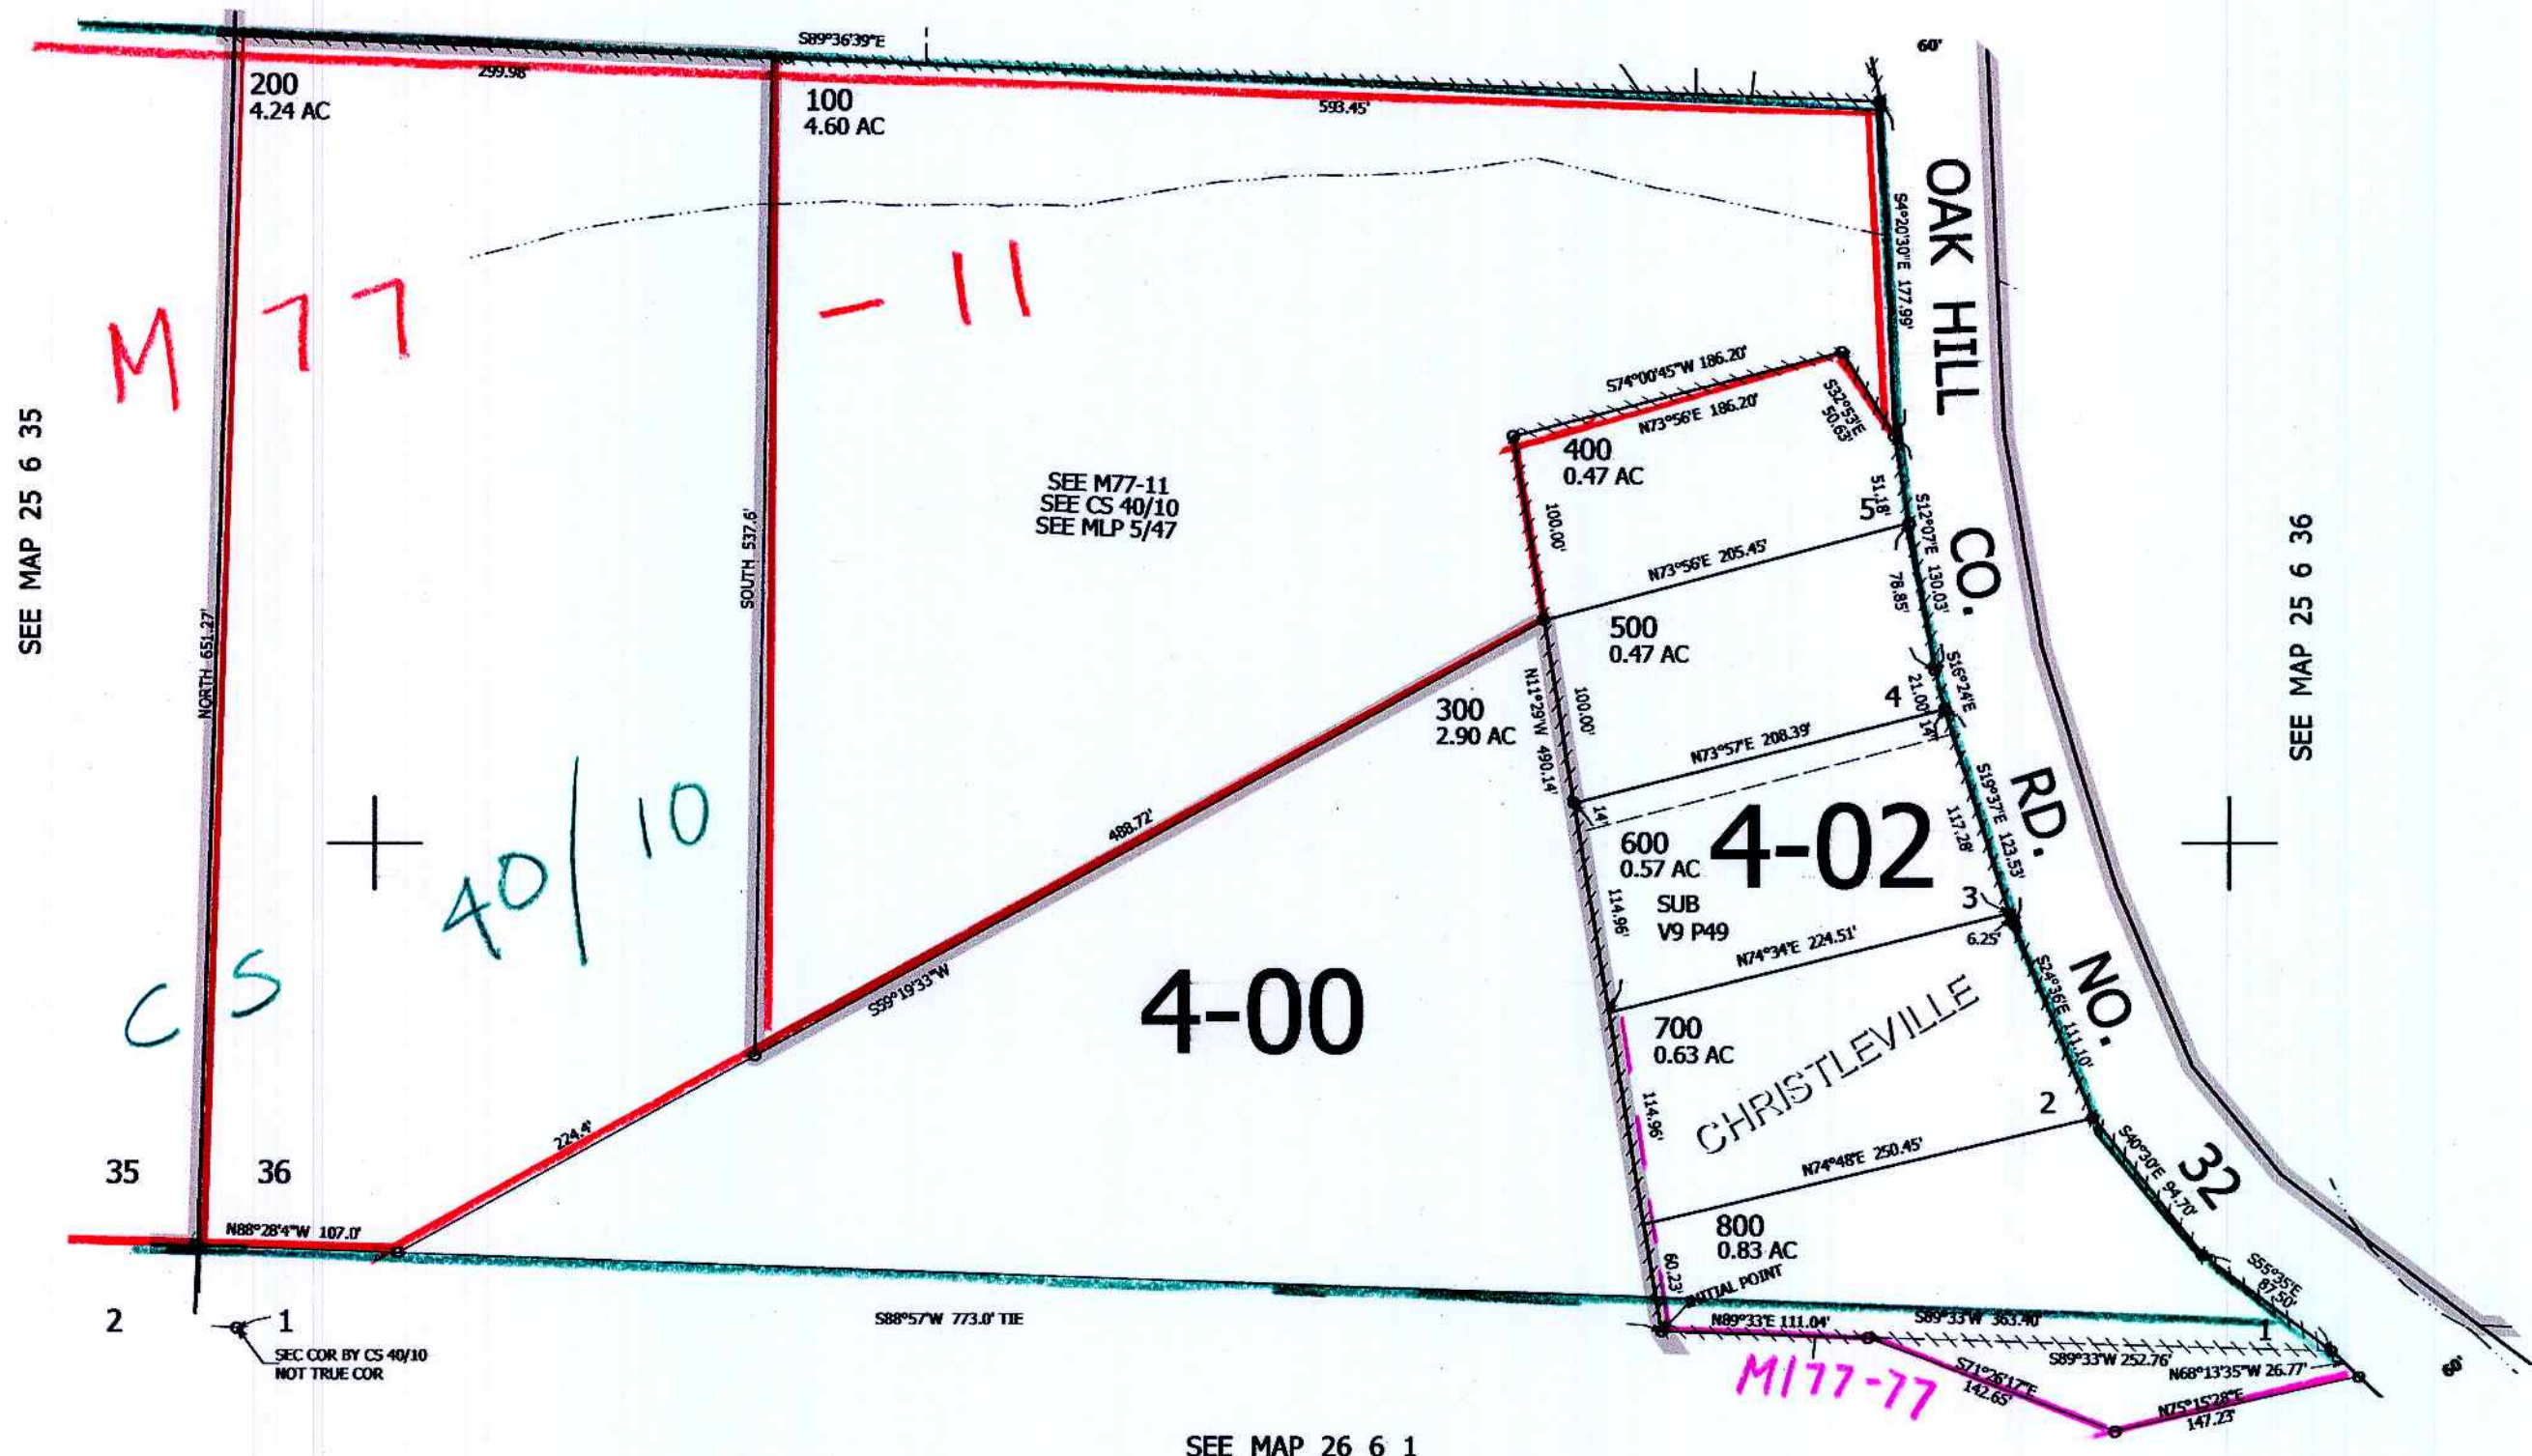 S89°36'39"E
60'
299.98'
593.45'
200
4.24 AC
100
4.60 AC
OAK HILL CO. RD. NO. 32
S4°20'30"E 177.99'
M 77 - 11
S74°00'45"W 186.20'
N73°56'E 186.20'
S32°53'E
50.63'
400
0.47 AC
SEE MAP 25 6 35
SEE M77-11
SEE CS 40/10
SEE MLP 5/47
100.00'
51.18'
5
S12°07'E 130.03'
SOUTH 537.6'
N73°56'E 205.45'
78.85'
SEE MAP 25 6 36
NORTH 651.27'
500
0.47 AC
N11°29'W 490.14'
100.00'
S16°24'E
21.00'
4
14'
300
2.90 AC
N73°57'E 208.39'
S19°37'E 123.53'
117.28'
14'
488.72'
600
0.57 AC
4-02
SUB
V9 P49
3
6.25'
114.96'
CS 40/10
N74°34'E 224.51'
S59°19'33"W
4-00
S24°36'E 111.10'
700
0.63 AC
CHRISTLEVILLE
114.96'
2
224.4'
N74°48'E 250.45'
S40°30'E 94.70'
35
36
N88°28'4"W 107.0'
800
0.83 AC
60.23'
INITIAL POINT
S55°35'E
87.50'
2
1
S88°57'W 773.0' TIE
N89°33'E 111.04'
S89°33'W 363.40'
1
SEC COR BY CS 40/10
NOT TRUE COR
S89°33'W 252.76'
N68°13'35"W 26.77'
60'
M177-77
S71°26'17"E
142.65'
N75°15'28"E
147.23'
SEE MAP 26 6 1